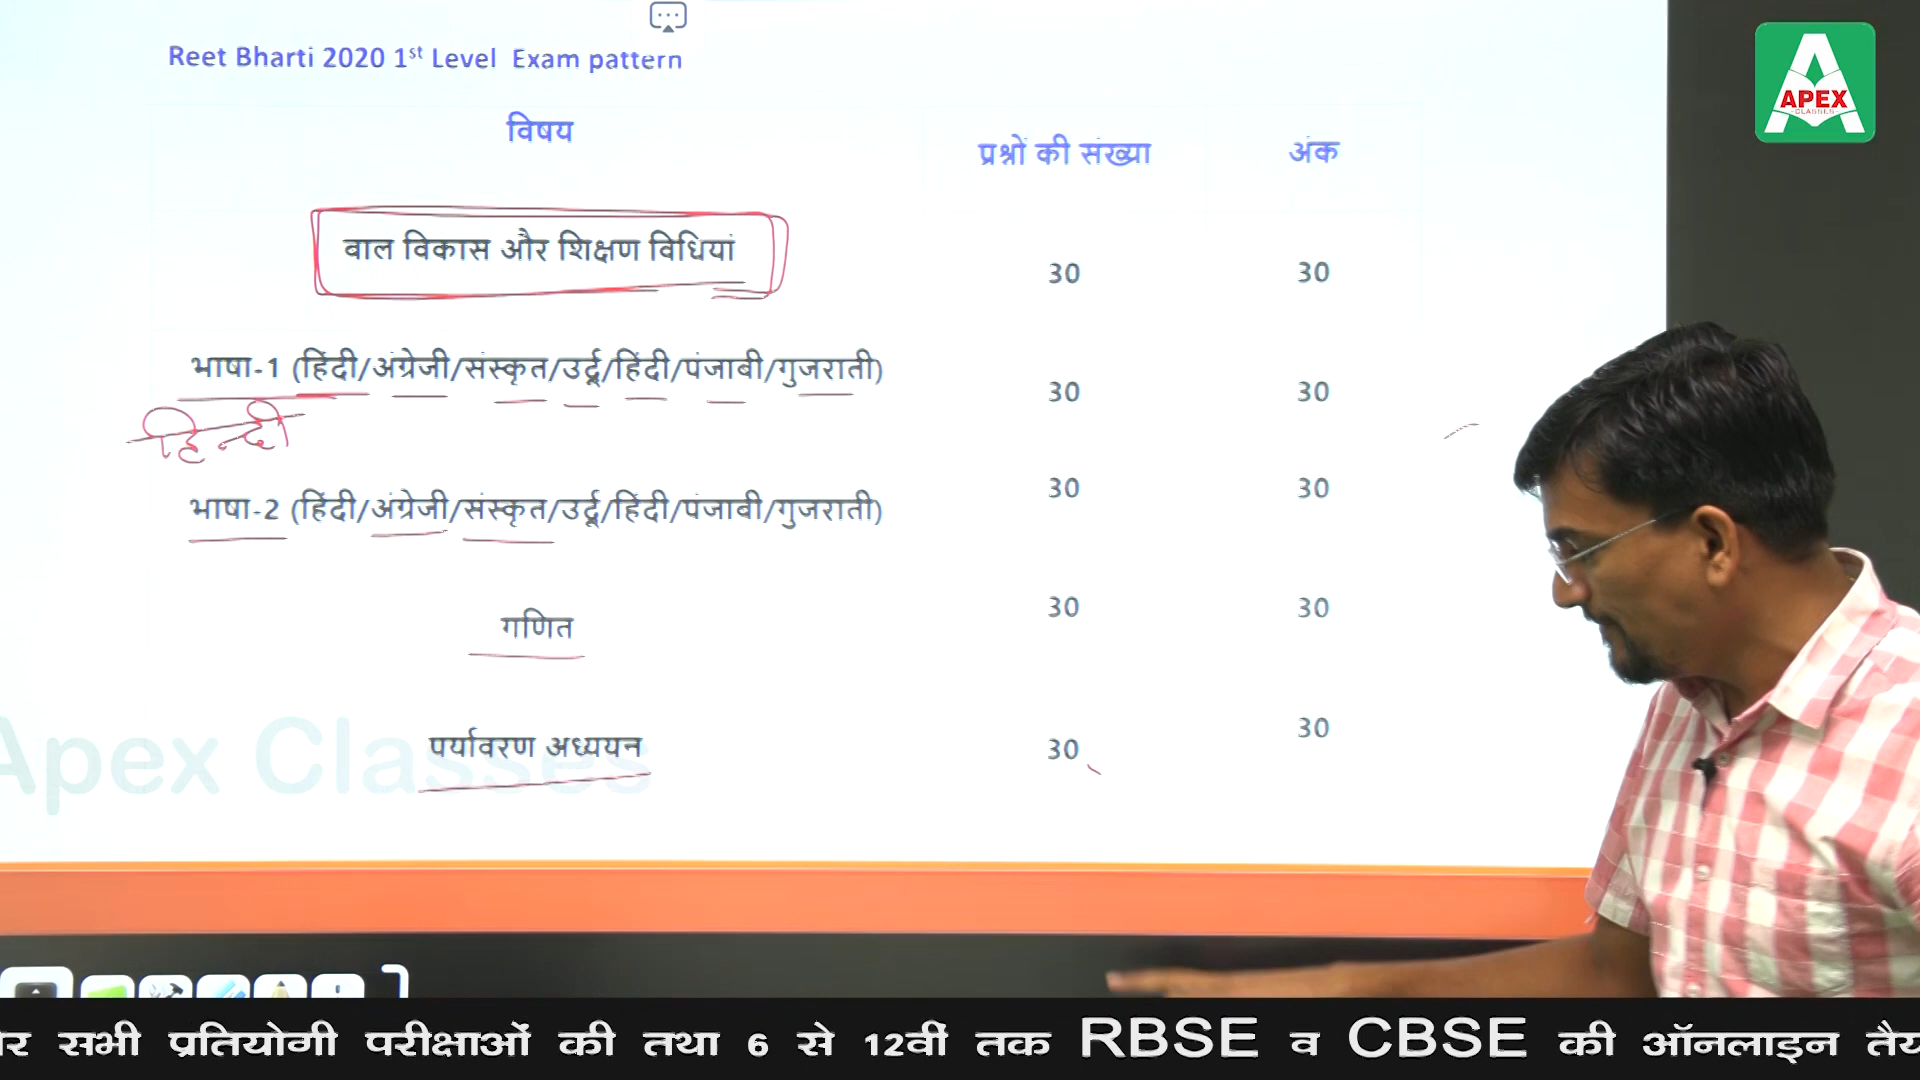 Reet Bharti 2020 1st Level Exam pattern
विषय
प्रश्नों की संख्या
अंक
बाल विकास और शिक्षण विधियां
30
30
भाषा-1 (हिंदी/अंग्रेजी/संस्कृत/उर्दू/हिंदी/पंजाबी/गुजराती)
30
30
हिन्दी
भाषा-2 (हिंदी/अंग्रेजी/संस्कृत/उर्दू/हिंदी/पंजाबी/गुजराती)
30
30
गणित
30
30
पर्यावरण अध्ययन
30
30
Apex Classes
APEX
CLASSES
सभी प्रतियोगी परीक्षाओं की तथा 6 से 12वीं तक RBSE व CBSE की ऑनलाइन